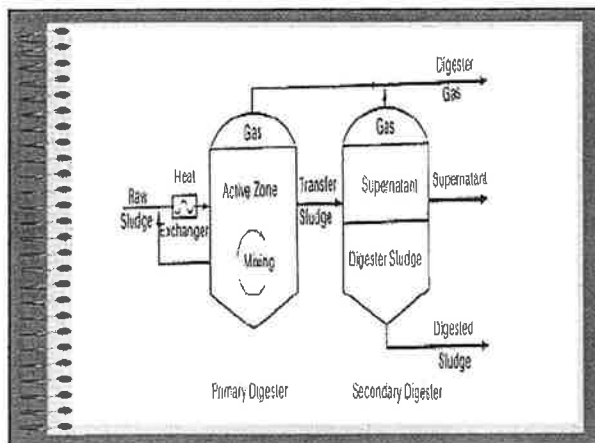 Digester
Gas
Gas
Gas
Heat
Raw
Sludge
Exchanger
Active Zone
Mixing
Transfer
Sludge
Supernatant
Supernatant
Digester Sludge
Digested
Sludge
Primary Digester
Secondary Digester